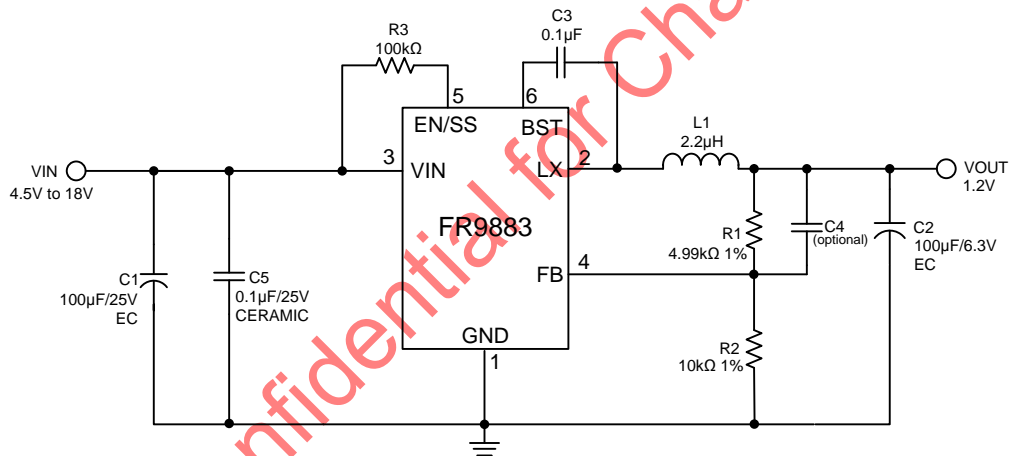 C3
0.1µF
R3
100kΩ
5
6
EN/SS
BST
VIN
4.5V to 18V
3
VIN
LX
2
L1
2.2µH
VOUT
1.2V
FR9883
R1
4.99kΩ 1%
C4
(optional)
C2
100µF/6.3V
EC
FB
4
C1
100µF/25V
EC
C5
0.1µF/25V
CERAMIC
GND
1
R2
10kΩ 1%
nfidential for Cha